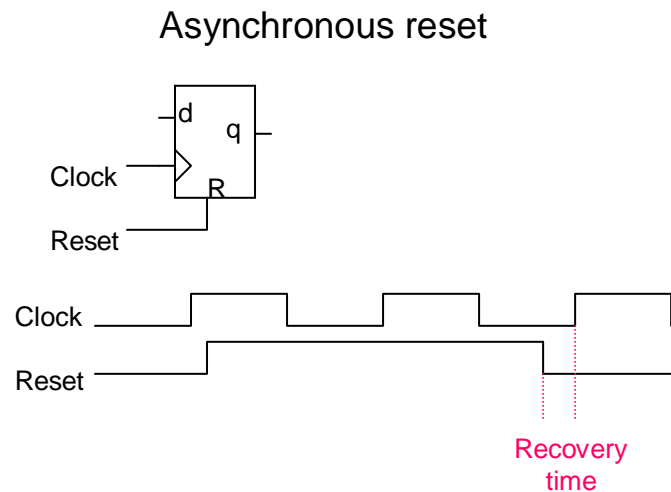 Asynchronous reset
d
q
Clock
R
Reset
Clock
Reset
Recovery
time